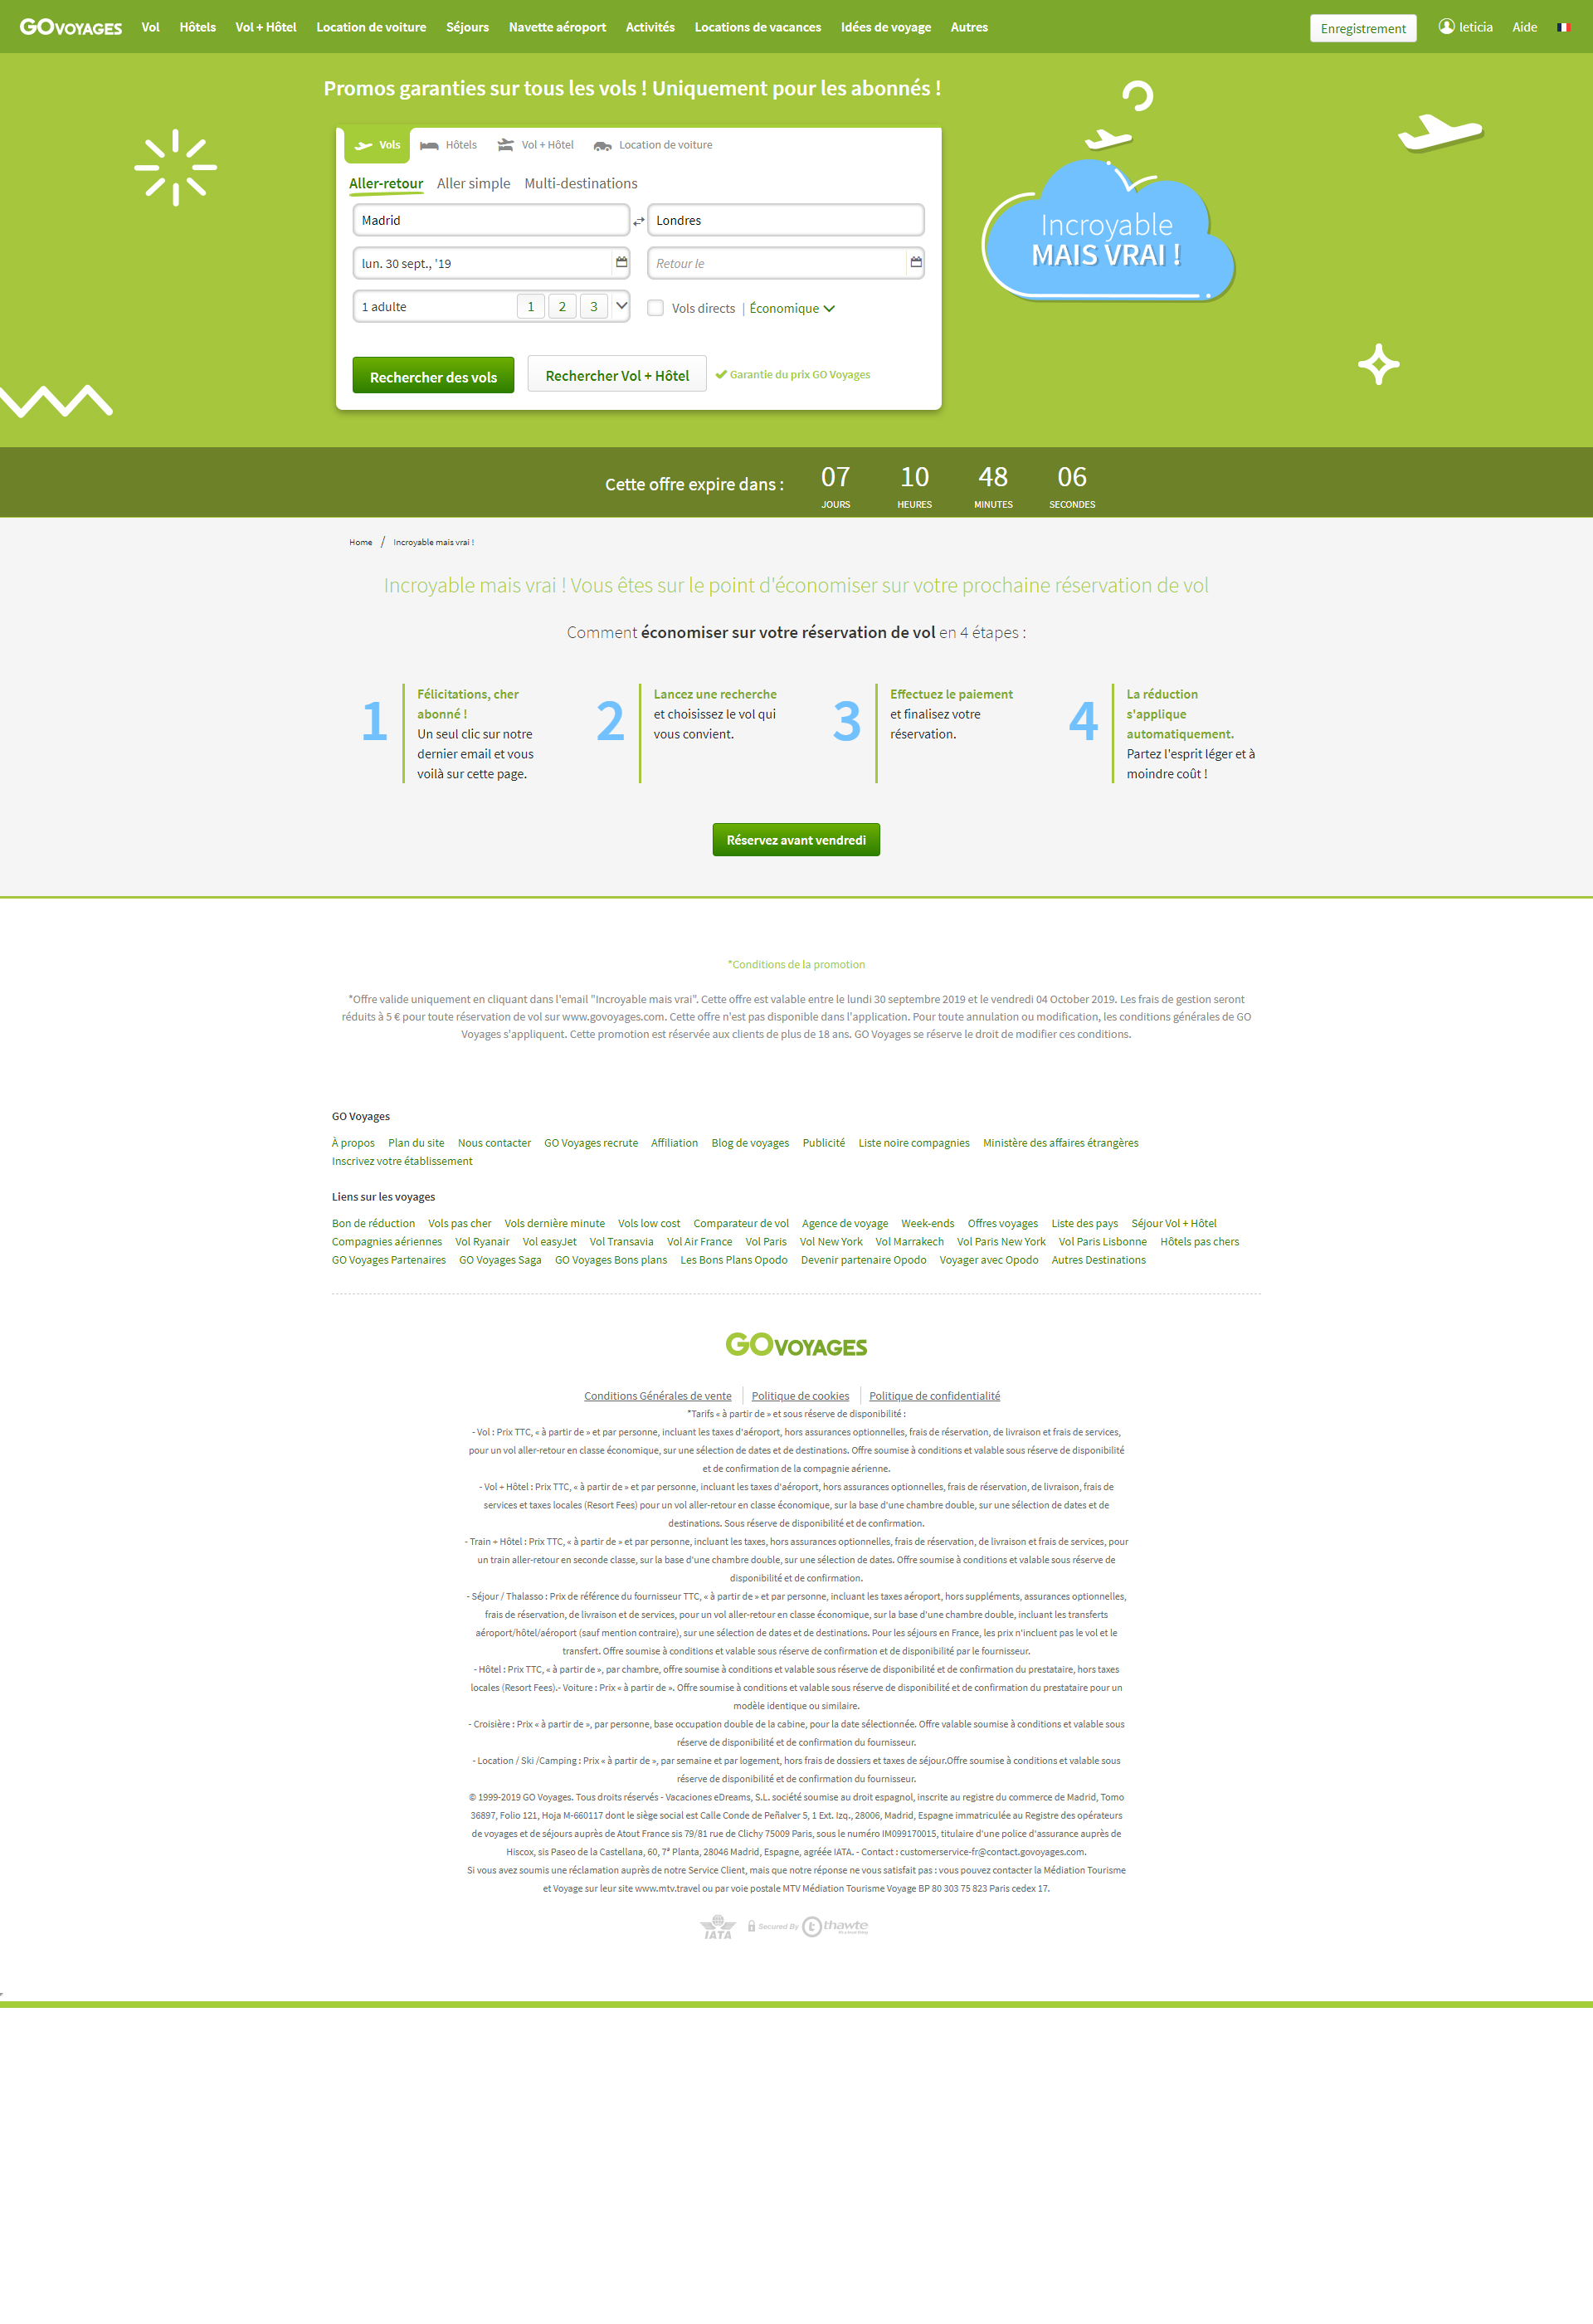 GO VOYAGES Vol Hôtels Vol + Hôtel Location de voiture Séjours Navette aéroport Activités Locations de vacances Idées de voyage Autres Enregistrement leticia Aide
Promos garanties sur tous les vols ! Uniquement pour les abonnés !
Vols Hôtels Vol + Hôtel Location de voiture
Aller-retour Aller simple Multi-destinations
Madrid Londres
lun. 30 sept., '19 Retour le
1 adulte 1 2 3 Vols directs | Économique
Rechercher des vols Rechercher Vol + Hôtel Garantie du prix GO Voyages
Incroyable
MAIS VRAI !
Cette offre expire dans : 07 10 48 06
JOURS HEURES MINUTES SECONDES
Home / Incroyable mais vrai !
Incroyable mais vrai ! Vous êtes sur le point d'économiser sur votre prochaine réservation de vol
Comment économiser sur votre réservation de vol en 4 étapes :
1
Félicitations, cher
abonné !
Un seul clic sur notre
dernier email et vous
voilà sur cette page.
2
Lancez une recherche
et choisissez le vol qui
vous convient.
3
Effectuez le paiement
et finalisez votre
réservation.
4
La réduction
s'applique
automatiquement.
Partez l'esprit léger et à
moindre coût !
Réservez avant vendredi
*Conditions de la promotion
*Offre valide uniquement en cliquant dans l'email "Incroyable mais vrai". Cette offre est valable entre le lundi 30 septembre 2019 et le vendredi 04 October 2019. Les frais de gestion seront
réduits à 5 € pour toute réservation de vol sur www.govoyages.com. Cette offre n'est pas disponible dans l'application. Pour toute annulation ou modification, les conditions générales de GO
Voyages s'appliquent. Cette promotion est réservée aux clients de plus de 18 ans. GO Voyages se réserve le droit de modifier ces conditions.
GO Voyages
À propos Plan du site Nous contacter GO Voyages recrute Affiliation Blog de voyages Publicité Liste noire compagnies Ministère des affaires étrangères
Inscrivez votre établissement
Liens sur les voyages
Bon de réduction Vols pas cher Vols dernière minute Vols low cost Comparateur de vol Agence de voyage Week-ends Offres voyages Liste des pays Séjour Vol + Hôtel
Compagnies aériennes Vol Ryanair Vol easyJet Vol Transavia Vol Air France Vol Paris Vol New York Vol Marrakech Vol Paris New York Vol Paris Lisbonne Hôtels pas chers
GO Voyages Partenaires GO Voyages Saga GO Voyages Bons plans Les Bons Plans Opodo Devenir partenaire Opodo Voyager avec Opodo Autres Destinations
GO VOYAGES
Conditions Générales de vente Politique de cookies Politique de confidentialité
*Tarifs « à partir de » et sous réserve de disponibilité :
- Vol : Prix TTC, « à partir de » et par personne, incluant les taxes d'aéroport, hors assurances optionnelles, frais de réservation, de livraison et frais de services,
pour un vol aller-retour en classe économique, sur une sélection de dates et de destinations. Offre soumise à conditions et valable sous réserve de disponibilité
et de confirmation de la compagnie aérienne.
- Vol + Hôtel : Prix TTC, « à partir de » et par personne, incluant les taxes d'aéroport, hors assurances optionnelles, frais de réservation, de livraison, frais de
services et taxes locales (Resort Fees) pour un vol aller-retour en classe économique, sur la base d'une chambre double, sur une sélection de dates et de
destinations. Sous réserve de disponibilité et de confirmation.
- Train + Hôtel : Prix TTC, « à partir de » et par personne, incluant les taxes, hors assurances optionnelles, frais de réservation, de livraison et frais de services, pour
un train aller-retour en seconde classe, sur la base d'une chambre double, sur une sélection de dates. Offre soumise à conditions et valable sous réserve de
disponibilité et de confirmation.
- Séjour / Thalasso : Prix de référence du fournisseur TTC, « à partir de » et par personne, incluant les taxes aéroport, hors suppléments, assurances optionnelles,
frais de réservation, de livraison et de services, pour un vol aller-retour en classe économique, sur la base d'une chambre double, incluant les transferts
aéroport/hôtel/aéroport (sauf mention contraire), sur une sélection de dates et de destinations. Pour les séjours en France, les prix n'incluent pas le vol et le
transfert. Offre soumise à conditions et valable sous réserve de confirmation et de disponibilité par le fournisseur.
- Hôtel : Prix TTC, « à partir de », par chambre, offre soumise à conditions et valable sous réserve de disponibilité et de confirmation du prestataire, hors taxes
locales (Resort Fees).- Voiture : Prix « à partir de ». Offre soumise à conditions et valable sous réserve de disponibilité et de confirmation du prestataire pour un
modèle identique ou similaire.
- Croisière : Prix « à partir de », par personne, base occupation double de la cabine, pour la date sélectionnée. Offre valable soumise à conditions et valable sous
réserve de disponibilité et de confirmation du fournisseur.
- Location / Ski /Camping : Prix « à partir de », par semaine et par logement, hors frais de dossiers et taxes de séjour.Offre soumise à conditions et valable sous
réserve de disponibilité et de confirmation du fournisseur.
© 1999-2019 GO Voyages. Tous droits réservés - Vacaciones eDreams, S.L. société soumise au droit espagnol, inscrite au registre du commerce de Madrid, Tomo
36897, Folio 121, Hoja M-660117 dont le siège social est Calle Conde de Peñalver 5, 1 Ext. Izq., 28006, Madrid, Espagne immatriculée au Registre des opérateurs
de voyages et de séjours auprès de Atout France sis 79/81 rue de Clichy 75009 Paris, sous le numéro IM099170015, titulaire d'une police d'assurance auprès de
Hiscox, sis Paseo de la Castellana, 60, 7ª Planta, 28046 Madrid, Espagne, agréée IATA. - Contact : customerservice-fr@contact.govoyages.com.
Si vous avez soumis une réclamation auprès de notre Service Client, mais que notre réponse ne vous satisfait pas : vous pouvez contacter la Médiation Tourisme
et Voyage sur leur site www.mtv.travel ou par voie postale MTV Médiation Tourisme Voyage BP 80 303 75 823 Paris cedex 17.
IATA Secured By thawte